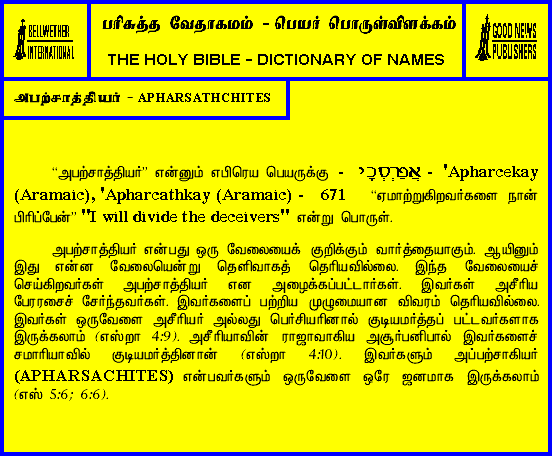 BELLWETHER
INTERNATIONAL
பரிசுத்த வேதாகமம் - பெயர் பொருள்விளக்கம்
THE HOLY BIBLE – DICTIONARY OF NAMES
GOOD NEWS
PUBLISHERS
அபற்சாத்தியர் - APHARSATHCHITES
“அபற்சாத்தியர்” என்னும் எபிரெய பெயருக்கு - אֲפַרְסְכָי - 'Apharcekay
(Aramaic), 'Apharcathkay (Aramaic) - 671 “ஏமாற்றுகிறவர்களை நான்
பிரிப்பேன்” "I will divide the deceivers" என்று பொருள்.
அபற்சாத்தியர் என்பது ஒரு வேலையைக் குறிக்கும் வார்த்தையாகும். ஆயினும்
இது என்ன வேலையென்று தெளிவாகத் தெரியவில்லை. இந்த வேலையைச்
செய்கிறவர்கள் அபற்சாத்தியர் என அழைக்கப்பட்டார்கள். இவர்கள் அசீரிய
பேரரசைச் சேர்ந்தவர்கள். இவர்களைப் பற்றிய முழுமையான விவரம் தெரியவில்லை.
இவர்கள் ஒருவேளை அசீரியர் அல்லது பெர்சியரினால் குடியமர்த்தப் பட்டவர்களாக
இருக்கலாம் (எஸ்றா 4:9). அசீரியாவின் ராஜாவாகிய அசூர்பனிபால் இவர்களைச்
சமாரியாவில் குடியமர்த்தினான் (எஸ்றா 4:10). இவர்களும் அப்பற்சாகியர்
(APHARSACHITES) என்பவர்களும் ஒருவேளை ஒரே ஜனமாக இருக்கலாம்
(எஸ் 5:6; 6:6).